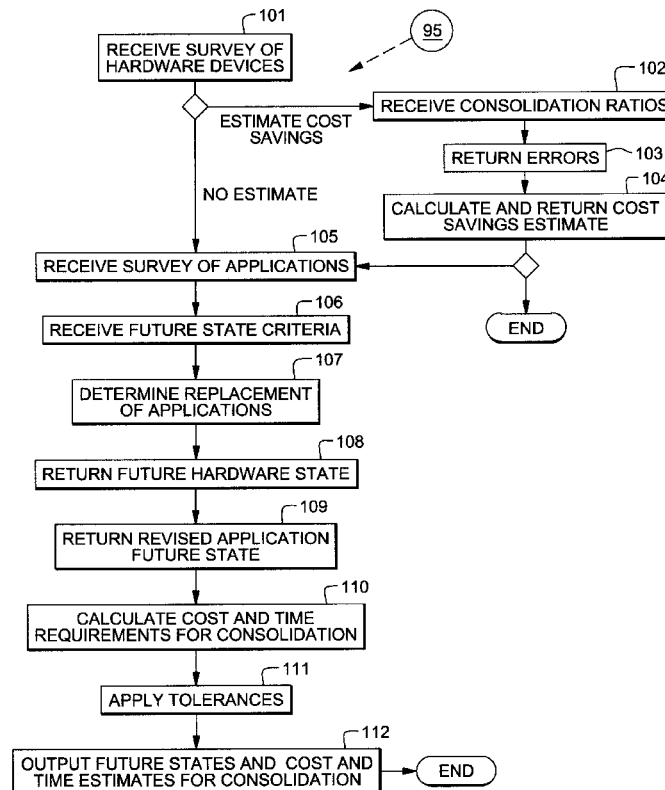 101
RECEIVE SURVEY OF
HARDWARE DEVICES
95
102
RECEIVE CONSOLIDATION RATIOS
ESTIMATE COST
SAVINGS
103
RETURN ERRORS
104
NO ESTIMATE
CALCULATE AND RETURN COST
SAVINGS ESTIMATE
105
RECEIVE SURVEY OF APPLICATIONS
END
106
RECEIVE FUTURE STATE CRITERIA
107
DETERMINE REPLACEMENT
OF APPLICATIONS
108
RETURN FUTURE HARDWARE STATE
109
RETURN REVISED APPLICATION
FUTURE STATE
110
CALCULATE COST AND TIME
REQUIREMENTS FOR CONSOLIDATION
111
APPLY TOLERANCES
112
OUTPUT FUTURE STATES AND COST AND
TIME ESTIMATES FOR CONSOLIDATION
END